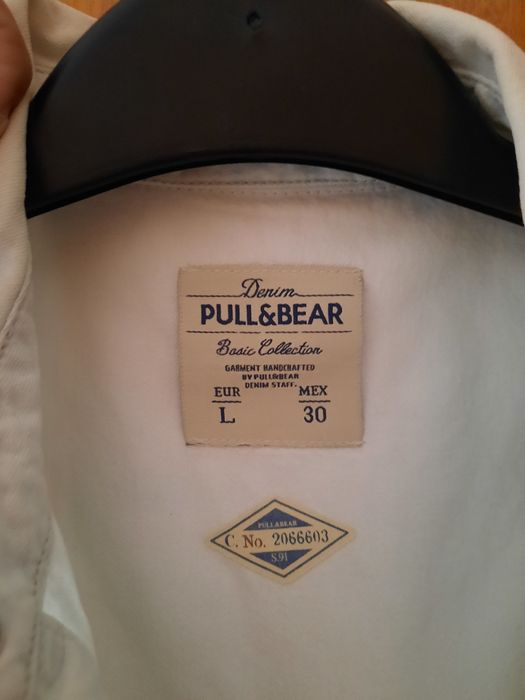 Denim
PULL&BEAR
Basic Collection
GARMENT HANDCRAFTED
BY PULL&BEAR
DENIM STAFF.
EUR MEX
L 30
PULL&BEAR
C. No. 2066603
S.91